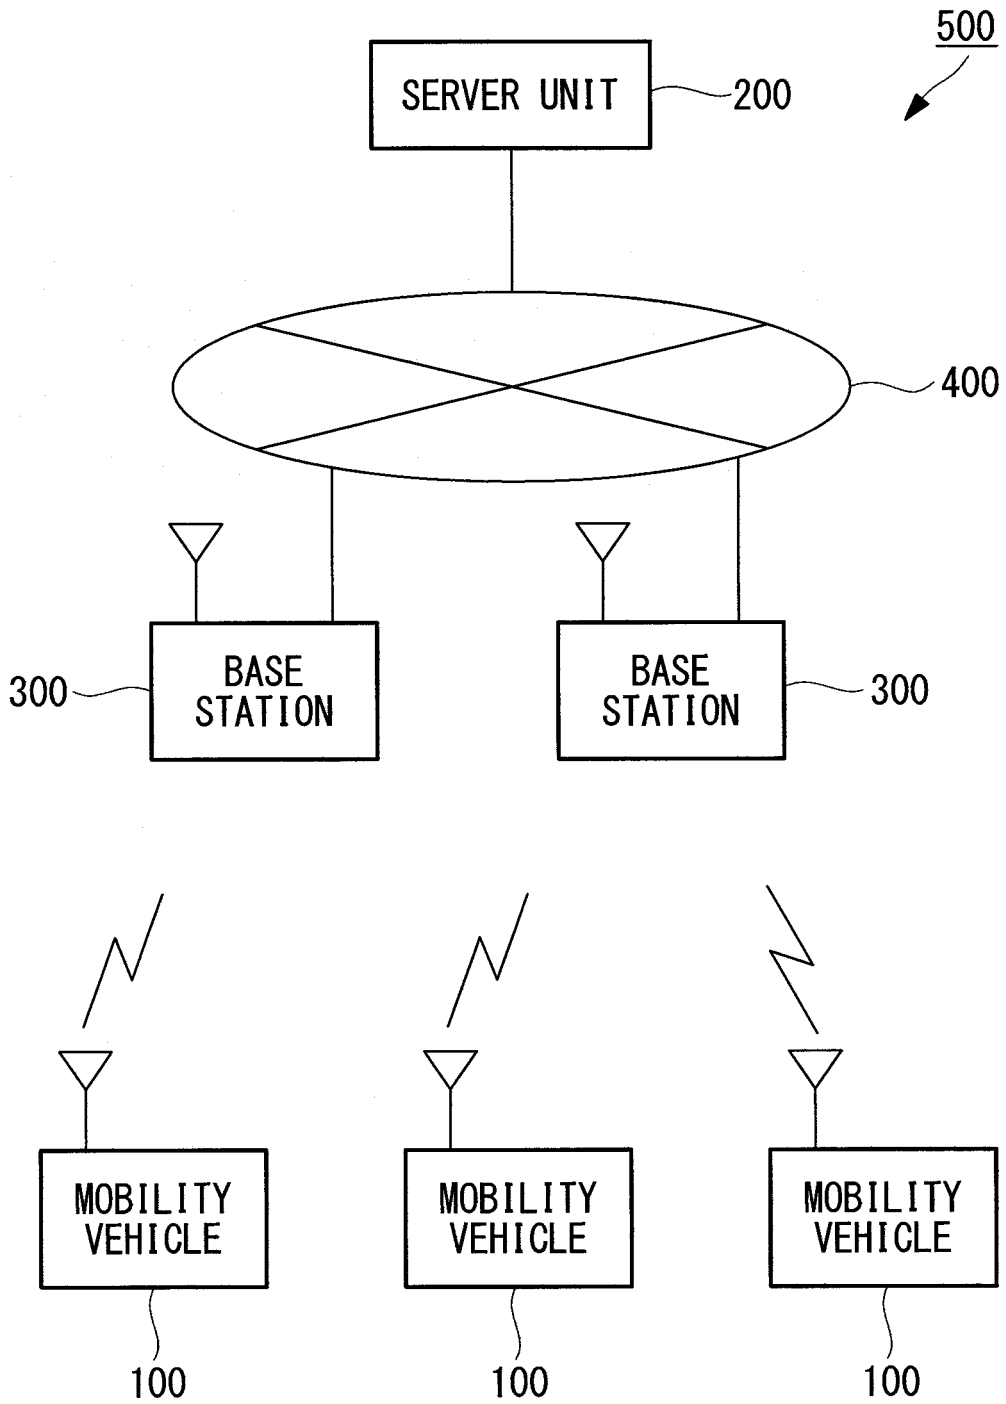 500
SERVER UNIT
200
400
BASE
STATION
300
BASE
STATION
300
MOBILITY
VEHICLE
MOBILITY
VEHICLE
MOBILITY
VEHICLE
100
100
100